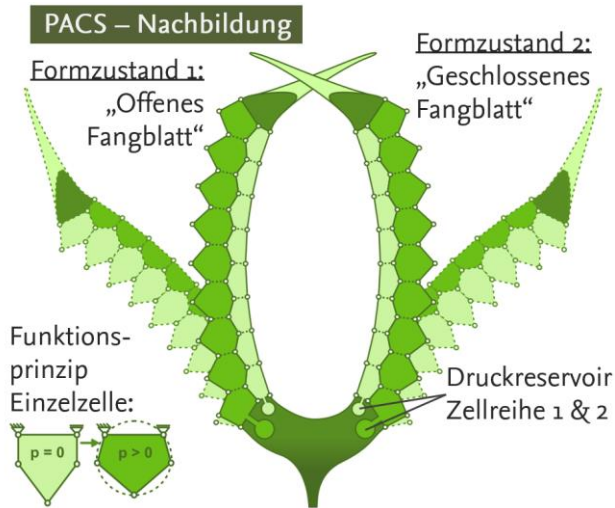 PACS – Nachbildung
Formzustand 1:
„Offenes
Fangblatt“
Formzustand 2:
„Geschlossenes
Fangblatt“
Funktions-
prinzip
Einzelzelle:
p = 0
p > 0
Druckreservoir
Zellreihe 1 & 2